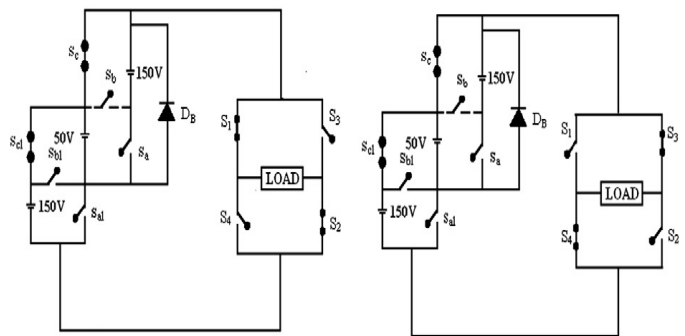 Sc
Sb
150V
DB
Scl
50V
Sa
Sbl
150V
Sal
S1
S3
LOAD
S4
S2
Sc
Sb
150V
DB
Scl
50V
Sa
Sbl
150V
Sal
S1
S3
LOAD
S4
S2